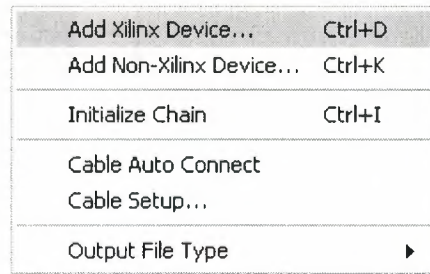 Add Xilinx Device... Ctrl+D
Add Non-Xilinx Device... Ctrl+K
Initialize Chain Ctrl+I
Cable Auto Connect
Cable Setup...
Output File Type